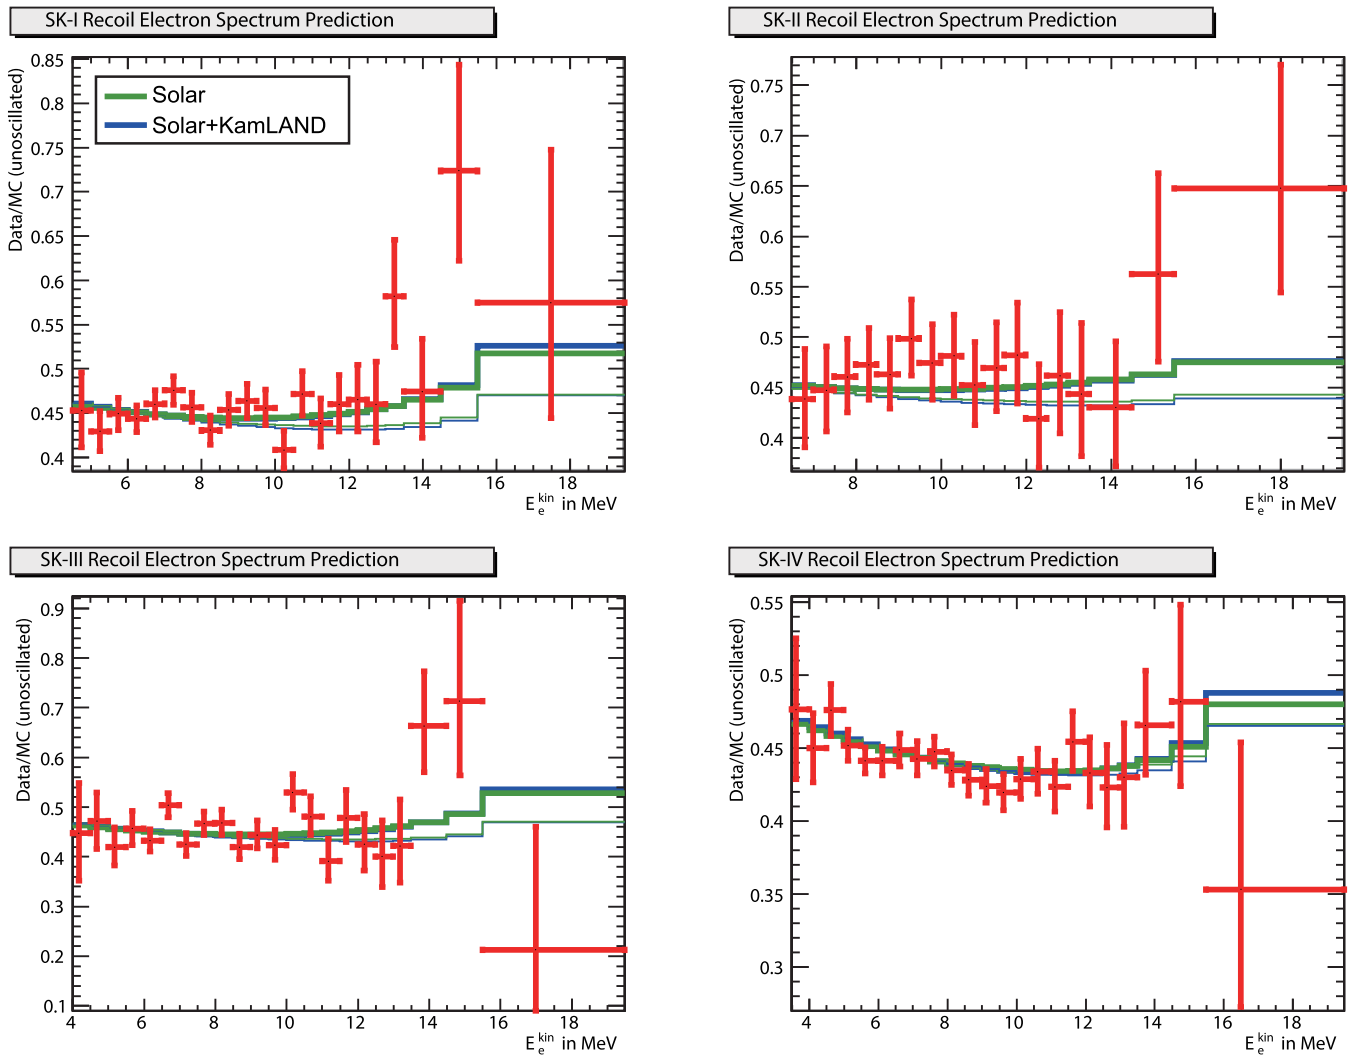 SK-I Recoil Electron Spectrum Prediction
Data/MC (unoscillated)
0.85
0.8
0.75
0.7
0.65
0.6
0.55
0.5
0.45
0.4
Solar
Solar+KamLAND
6 8 10 12 14 16 18
E_e^kin in MeV
SK-II Recoil Electron Spectrum Prediction
Data/MC (unoscillated)
0.75
0.7
0.65
0.6
0.55
0.5
0.45
0.4
8 10 12 14 16 18
E_e^kin in MeV
SK-III Recoil Electron Spectrum Prediction
Data/MC (unoscillated)
0.9
0.8
0.7
0.6
0.5
0.4
0.3
0.2
0.1
4 6 8 10 12 14 16 18
E_e^kin in MeV
SK-IV Recoil Electron Spectrum Prediction
Data/MC (unoscillated)
0.55
0.5
0.45
0.4
0.35
0.3
4 6 8 10 12 14 16 18
E_e^kin in MeV